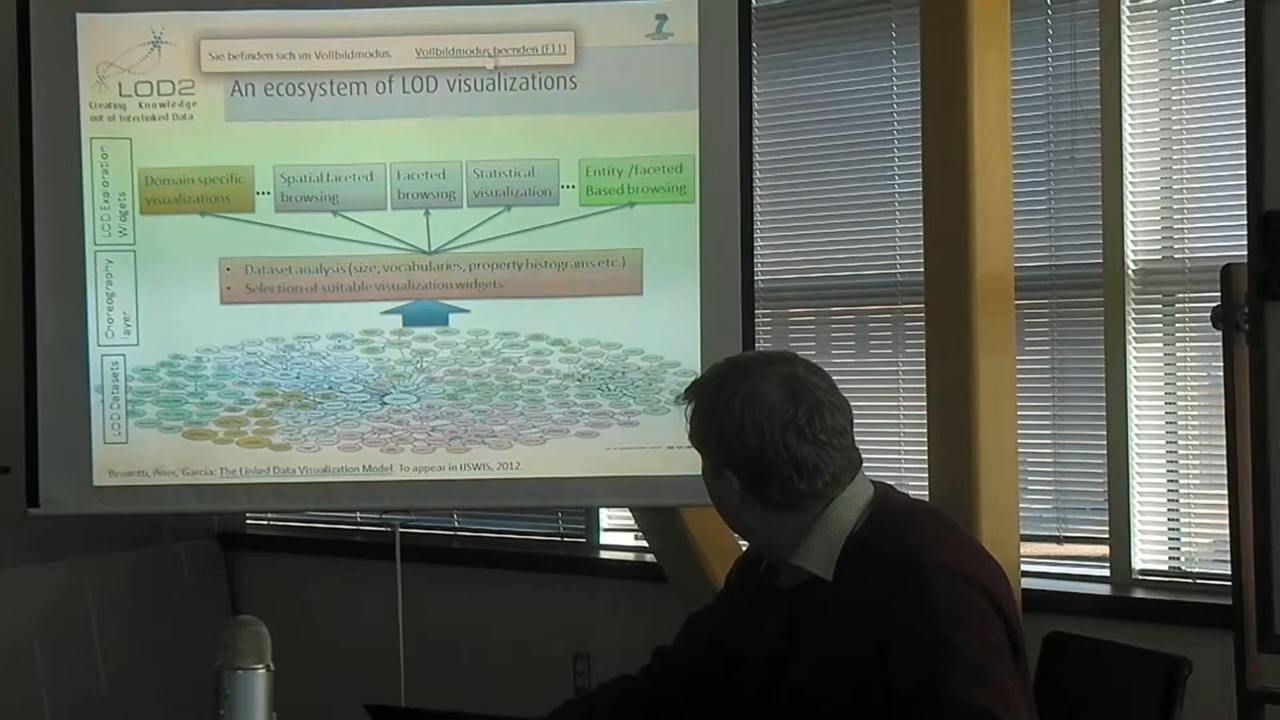 Sie befinden sich im Vollbildmodus. Vollbildmodus beenden (F11)
LOD2
Creating Knowledge
out of Interlinked Data
An ecosystem of LOD visualizations
LOD Exploration
Widgets
Domain specific
visualizations
...
Spatial faceted
browsing
Faceted
browsing
Statistical
visualization
...
Entity /faceted
Based browsing
Choreography
layer
• Dataset analysis (size, vocabularies, property histograms etc.)
• Selection of suitable visualization widgets
LOD Datasets
Brunetti, Auer, García: The Linked Data Visualization Model. To appear in IJSWIS, 2012.